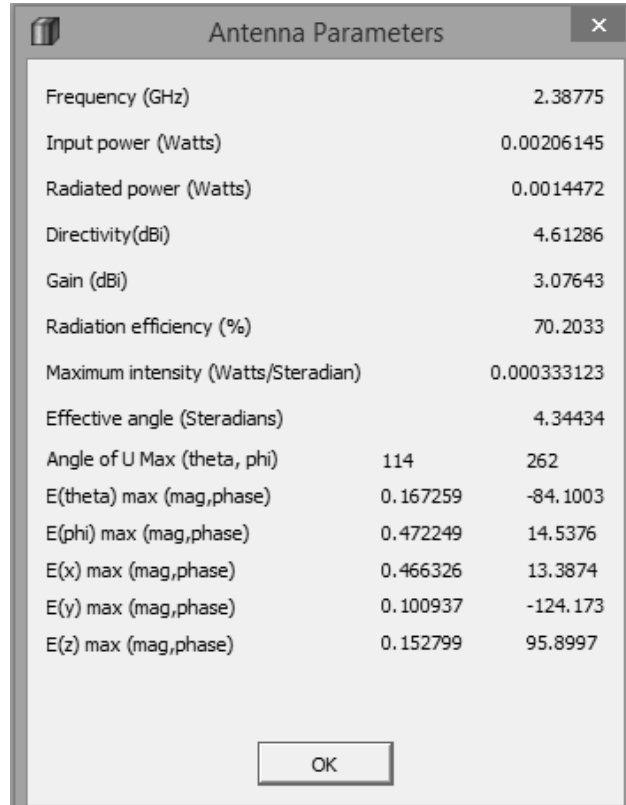 Antenna Parameters ×
Frequency (GHz) 2.38775
Input power (Watts) 0.00206145
Radiated power (Watts) 0.0014472
Directivity(dBi) 4.61286
Gain (dBi) 3.07643
Radiation efficiency (%) 70.2033
Maximum intensity (Watts/Steradian) 0.000333123
Effective angle (Steradians) 4.34434
Angle of U Max (theta, phi) 114 262
E(theta) max (mag,phase) 0.167259 -84.1003
E(phi) max (mag,phase) 0.472249 14.5376
E(x) max (mag,phase) 0.466326 13.3874
E(y) max (mag,phase) 0.100937 -124.173
E(z) max (mag,phase) 0.152799 95.8997
OK